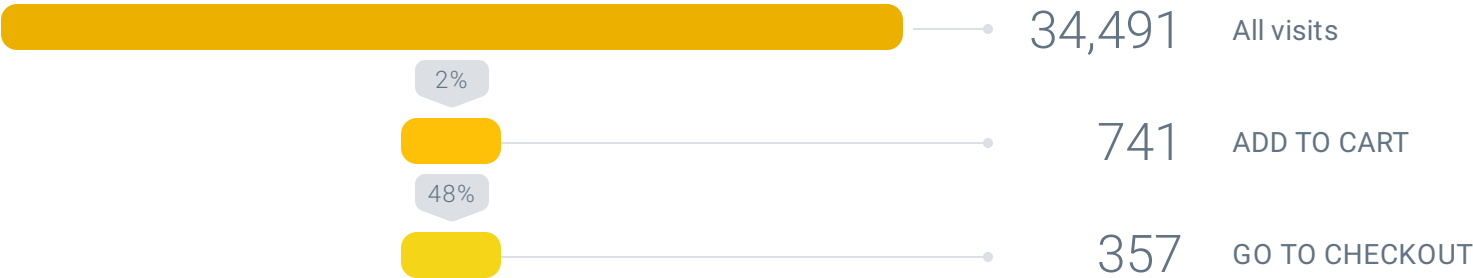 34,491 All visits
2%
741 ADD TO CART
48%
357 GO TO CHECKOUT